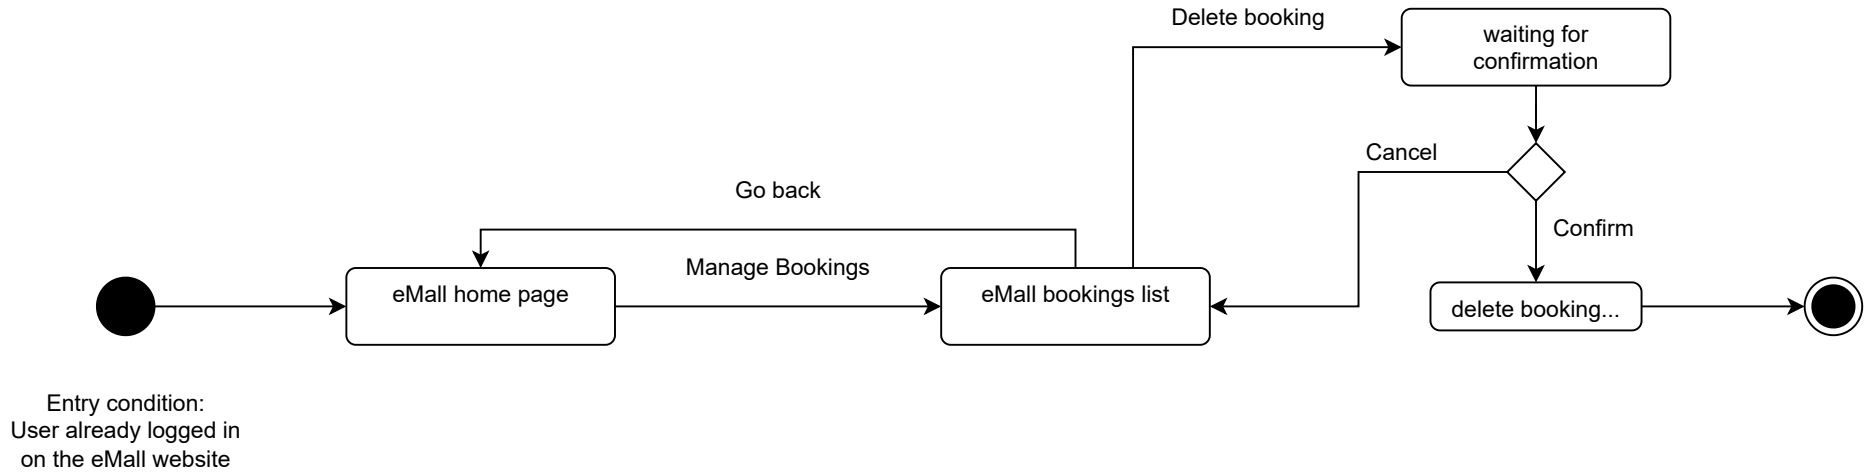 Delete booking
waiting for
confirmation
Cancel
Go back
Confirm
Manage Bookings
eMall home page
eMall bookings list
delete booking...
Entry condition:
User already logged in
on the eMall website